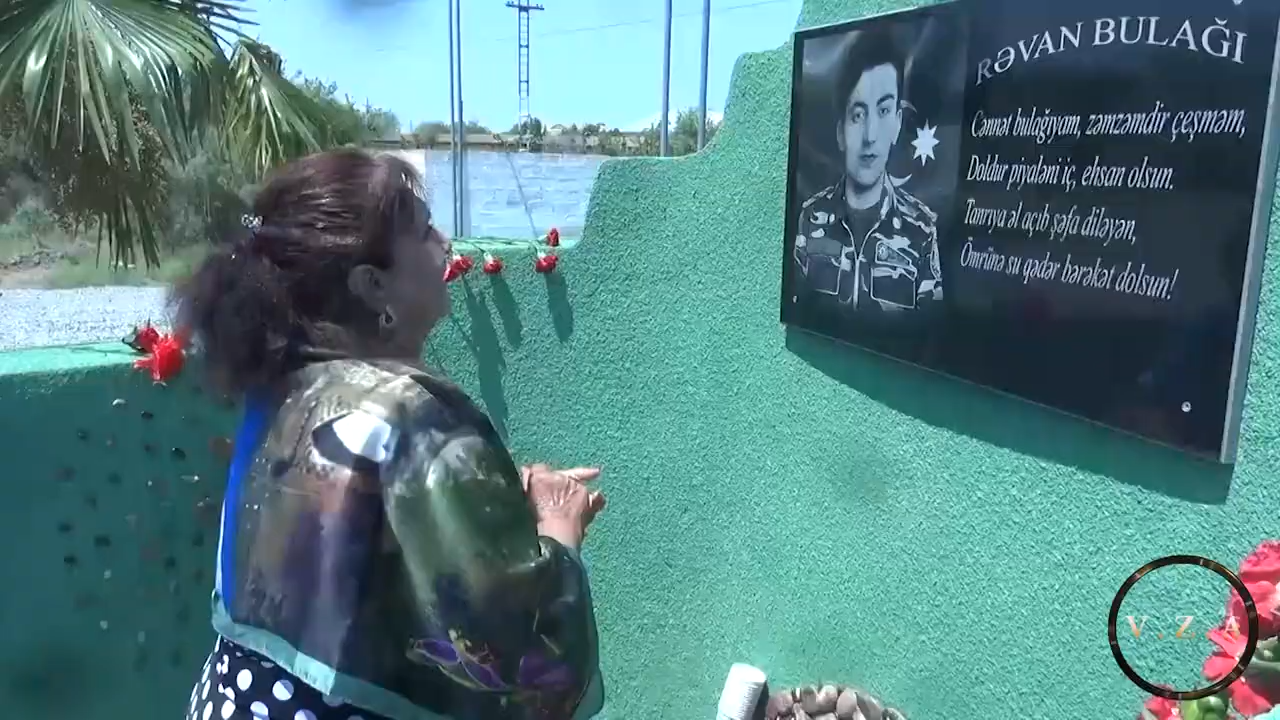 RƏVAN BULAĞI
Cənnət bulağıyam, zəmzəmdir çeşməm,
Doldur piyaləni iç, ehsan olsun.
Tanrıya əl açıb şəfa diləyən,
Ömrünə su qədər bərəkət dolsun!
V.Z.A